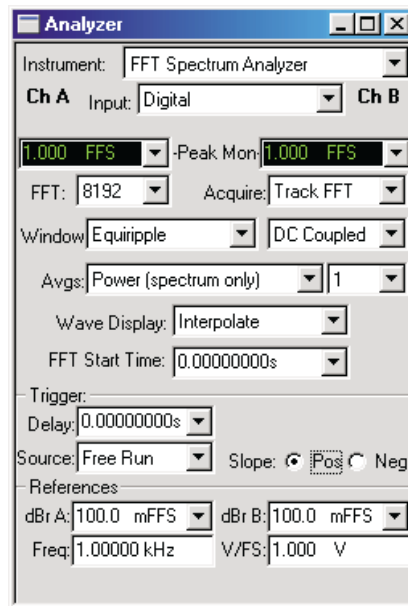 Analyzer
Instrument: FFT Spectrum Analyzer
Ch A Input: Digital Ch B
1.000 FFS -Peak Mon- 1.000 FFS
FFT: 8192 Acquire: Track FFT
Window Equiripple DC Coupled
Avgs: Power (spectrum only) 1
Wave Display: Interpolate
FFT Start Time: 0.00000000s
Trigger:
Delay: 0.00000000s
Source: Free Run Slope: Pos Neg
References
dBr A: 100.0 mFFS dBr B: 100.0 mFFS
Freq: 1.00000 kHz V/FS: 1.000 V